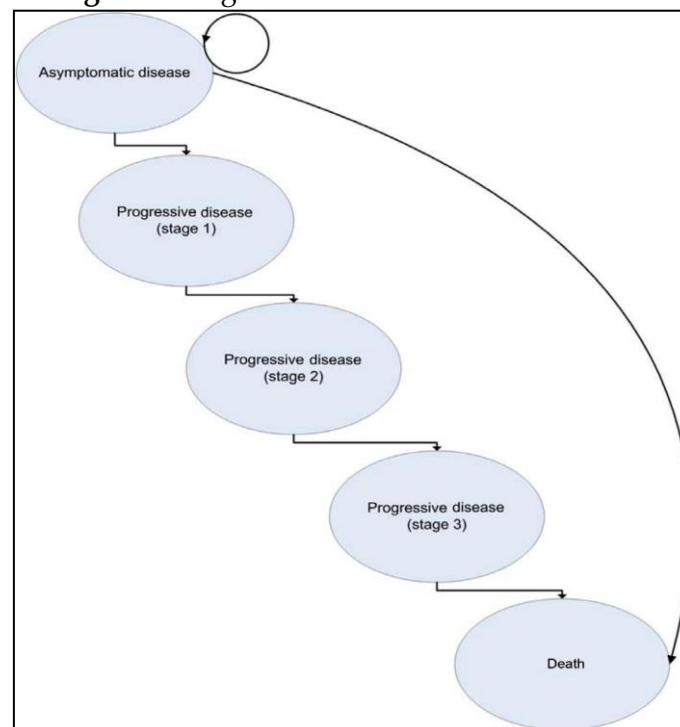 Asymptomatic disease
Progressive disease
(stage 1)
Progressive disease
(stage 2)
Progressive disease
(stage 3)
Death